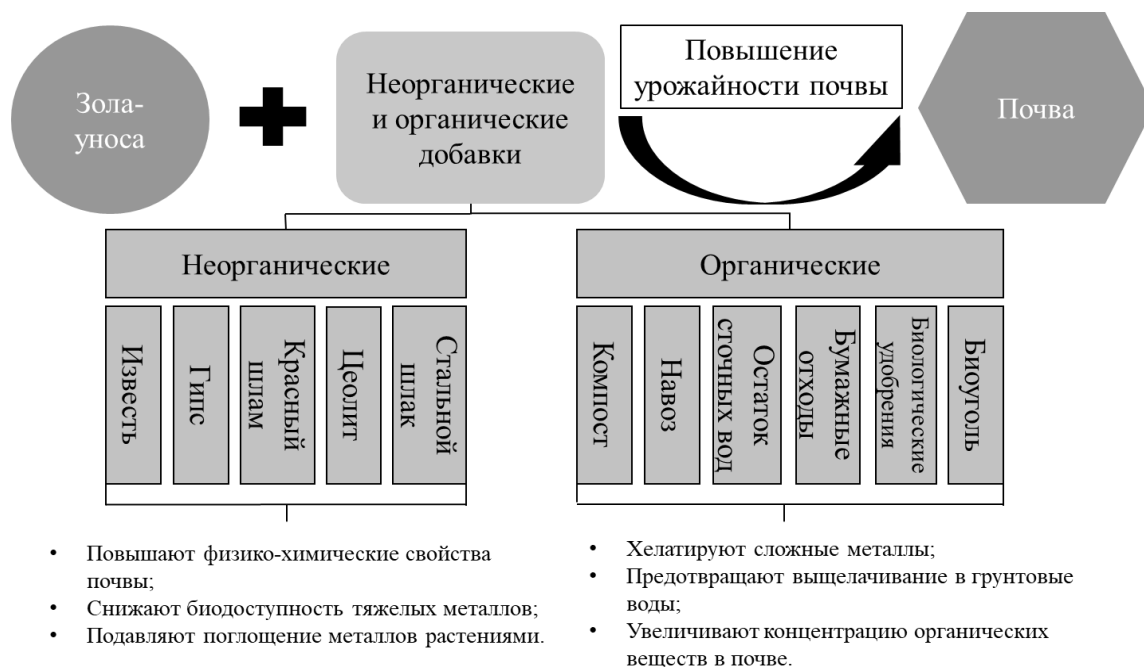 Зола-
уноса
Неорганические
и органические
добавки
Повышение
урожайности почвы
Почва
Неорганические
Органические
Известь
Гипс
Красный
шлам
Цеолит
Стальной
шлак
Компост
Навоз
Остаток
сточных вод
Бумажные
отходы
Биологические
удобрения
Биоуголь
• Повышают физико-химические свойства
почвы;
• Снижают биодоступность тяжелых металлов;
• Подавляют поглощение металлов растениями.
• Хелатируют сложные металлы;
• Предотвращают выщелачивание в грунтовые
воды;
• Увеличивают концентрацию органических
веществ в почве.